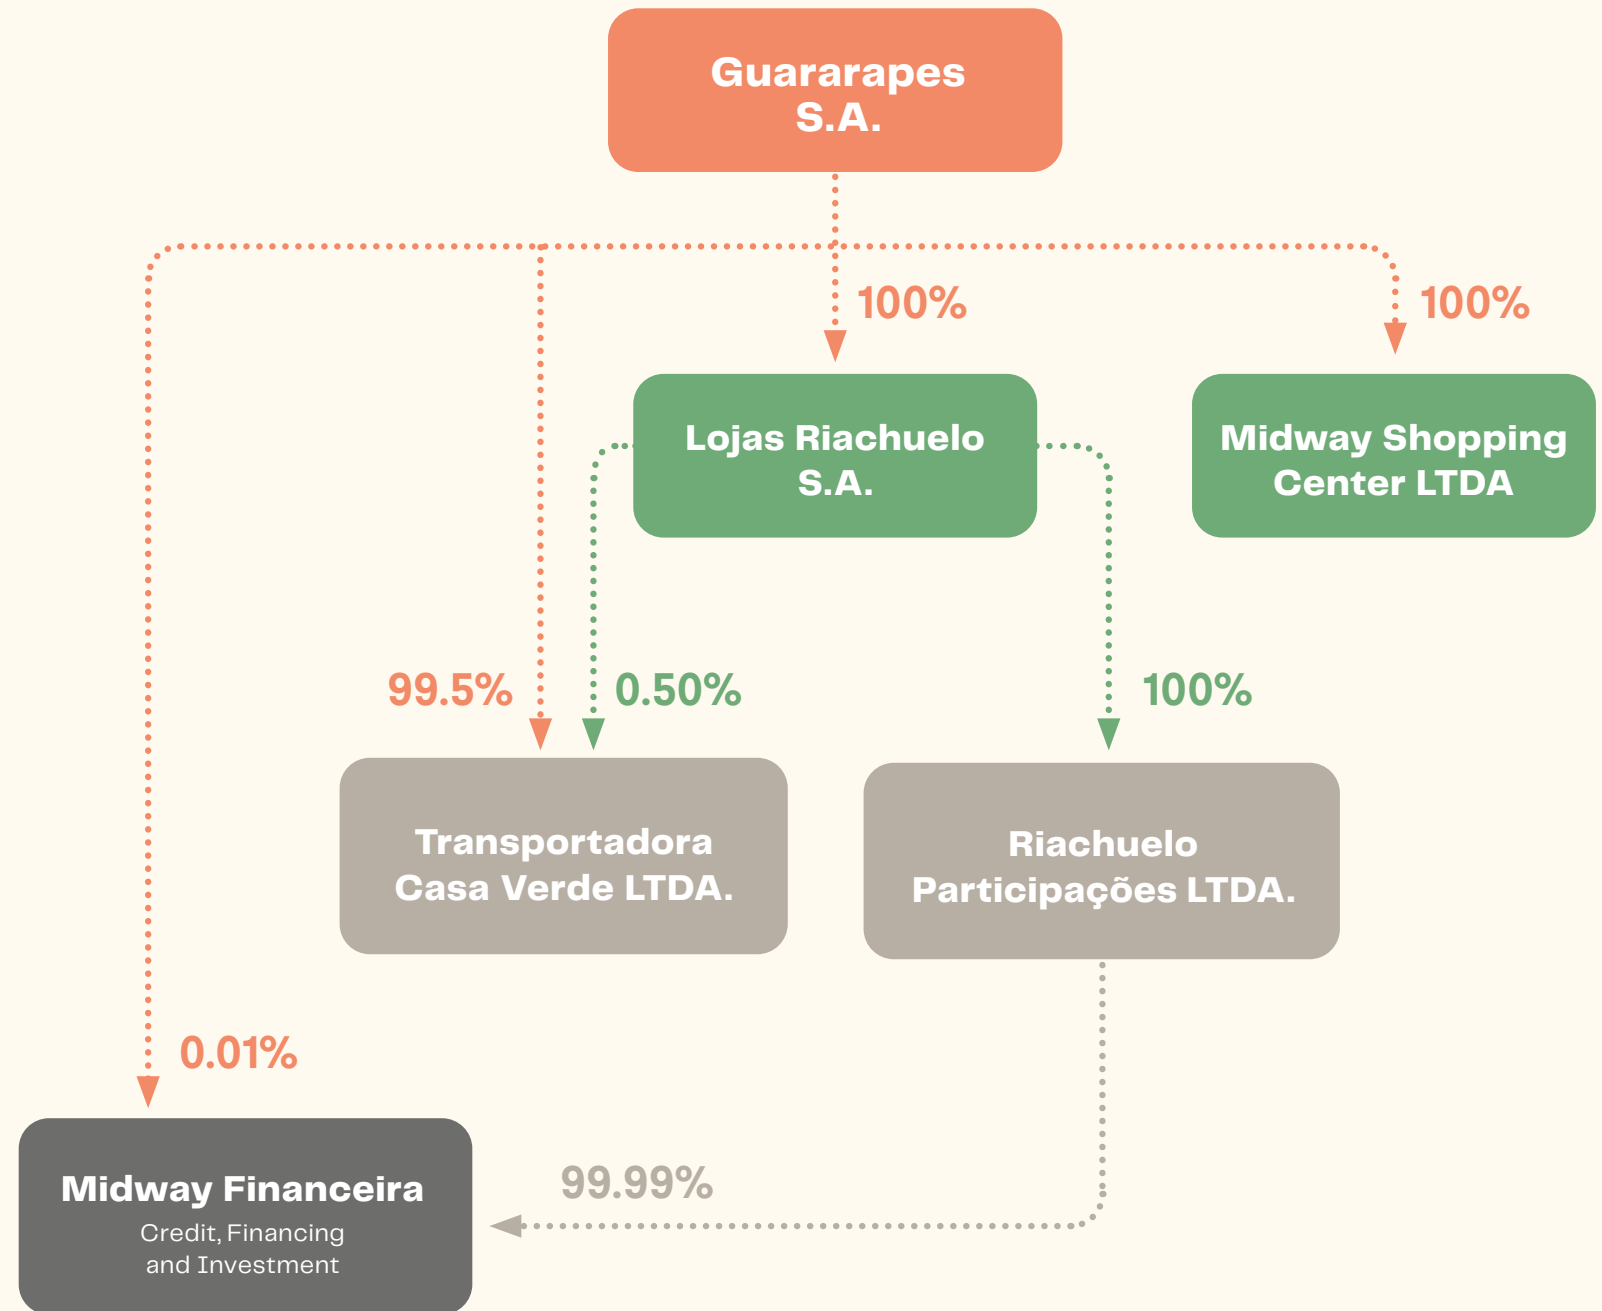 Guararapes
S.A.
100%
100%
Lojas Riachuelo
S.A.
Midway Shopping
Center LTDA
99.5%
0.50%
100%
Transportadora
Casa Verde LTDA.
Riachuelo
Participações LTDA.
0.01%
Midway Financeira
Credit, Financing
and Investment
99.99%